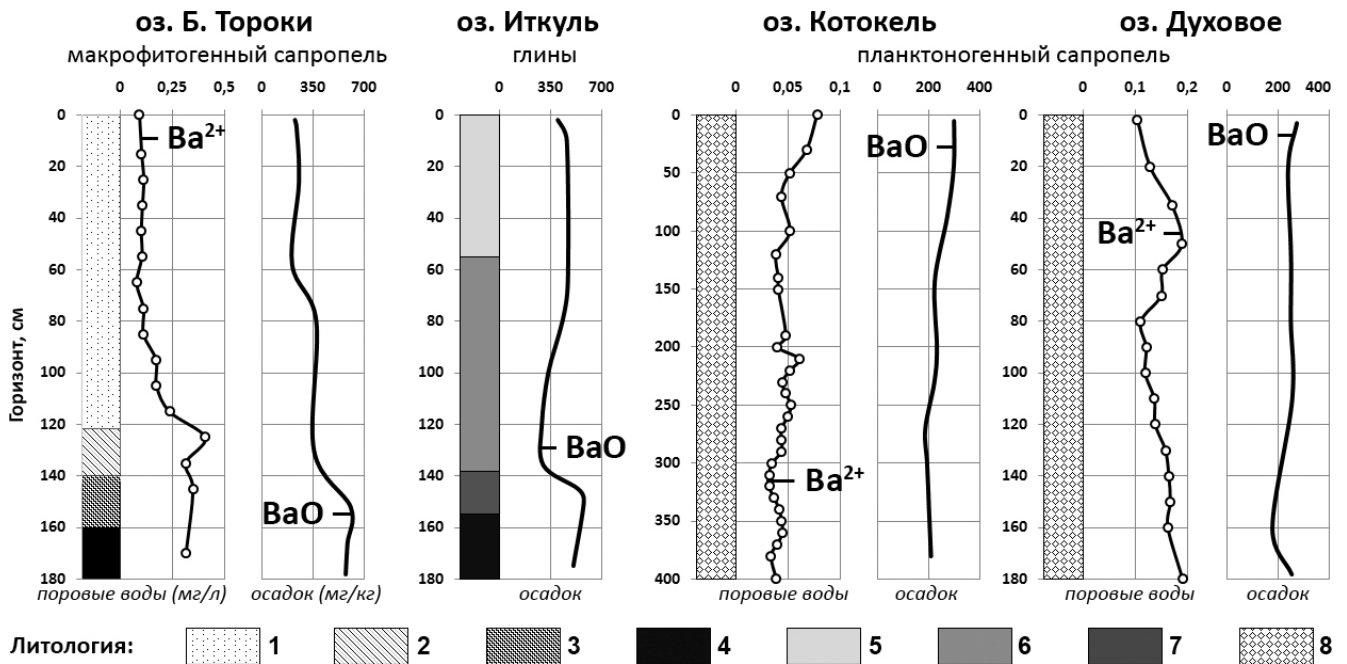 оз. Б. Тороки оз. Иткуль оз. Котокель оз. Духовое
макрофитогенный сапропель глины планктоногенный сапропель
0 0,25 0,5 0 350 700 0 350 700 0 0,05 0,1 0 200 400 0 0,1 0,2 0 200 400
Горизонт, см
0 20 40 60 80 100 120 140 160 180
Ba²⁺
BaO
0 20 40 60 80 100 120 140 160 180
BaO
0 50 100 150 200 250 300 350 400
Ba²⁺
BaO
0 20 40 60 80 100 120 140 160 180
Ba²⁺
BaO
поровые воды (мг/л) осадок (мг/кг) осадок поровые воды осадок поровые воды осадок
Литология: 1 2 3 4 5 6 7 8